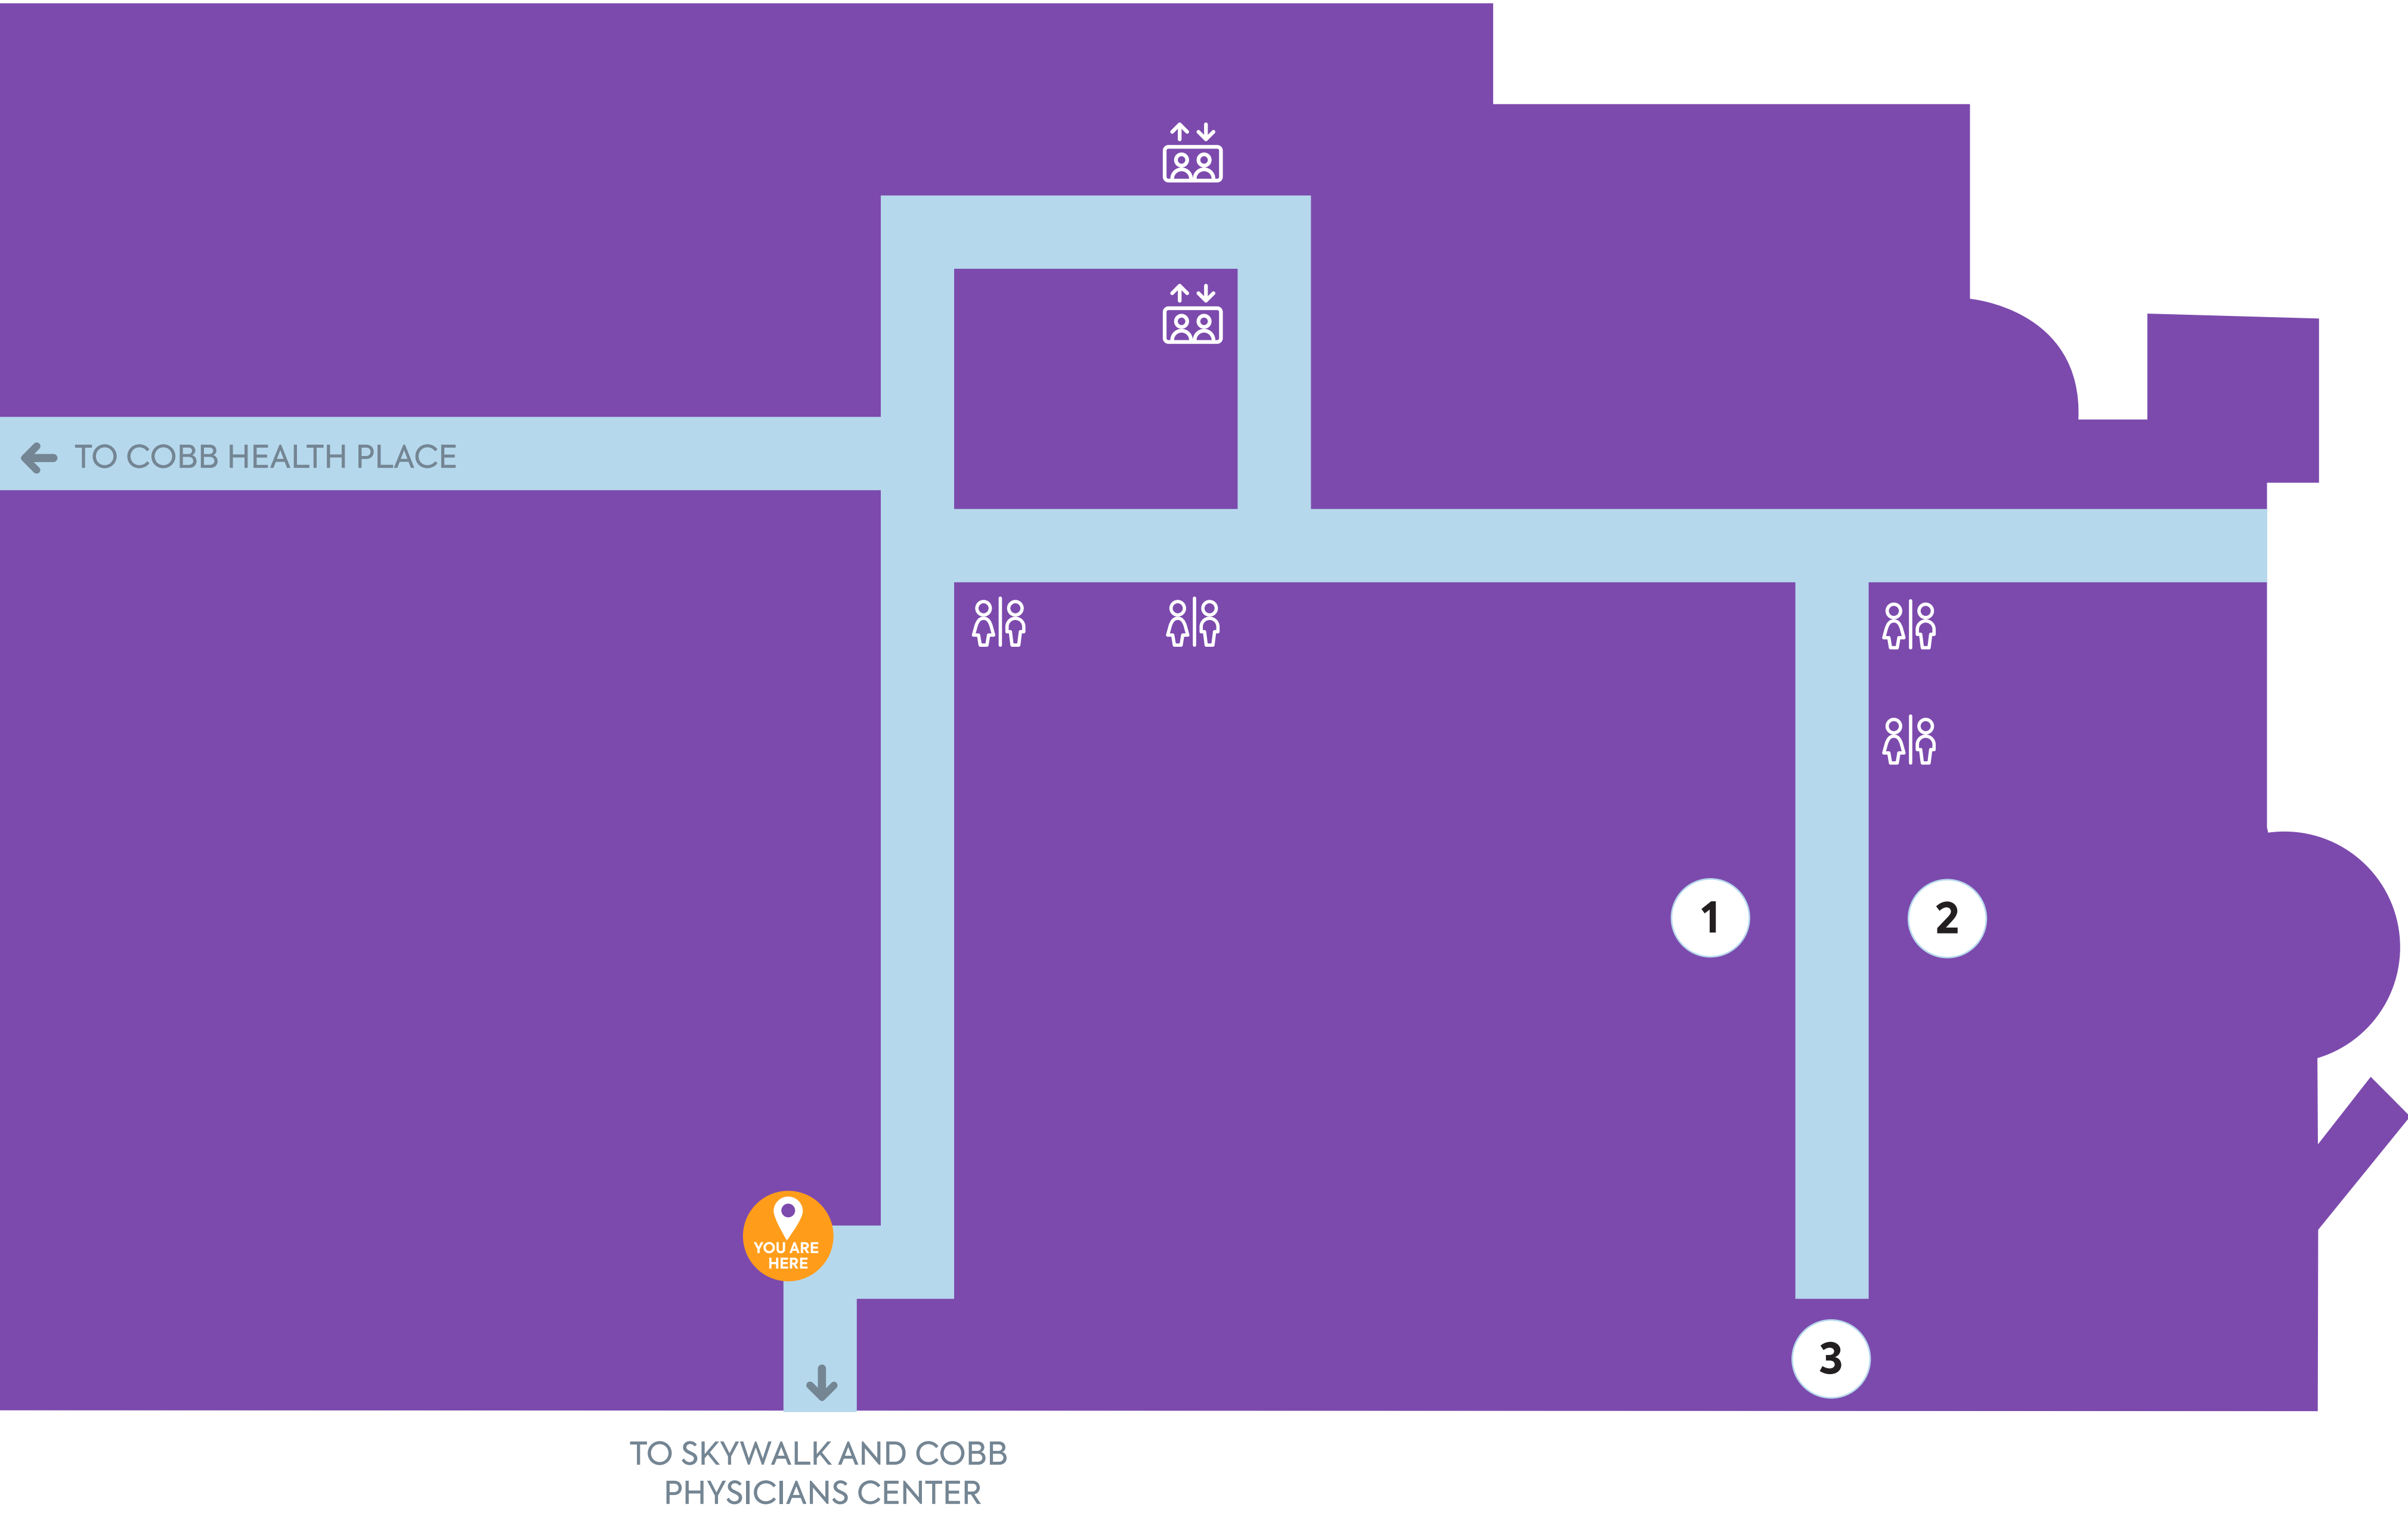 TO COBB HEALTH PLACE
1
2
YOU ARE
HERE
3
TO SKYWALK AND COBB
PHYSICIANS CENTER